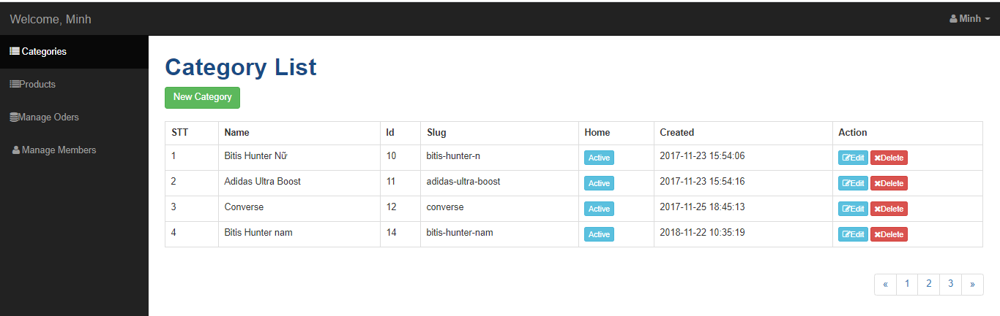 Welcome, Minh
Minh
Categories
Products
Manage Oders
Manage Members
Category List
New Category
STT Name Id Slug Home Created Action
1 Bitis Hunter Nữ 10 bitis-hunter-n Active 2017-11-23 15:54:06 Edit Delete
2 Adidas Ultra Boost 11 adidas-ultra-boost Active 2017-11-23 15:54:16 Edit Delete
3 Converse 12 converse Active 2017-11-25 18:45:13 Edit Delete
4 Bitis Hunter nam 14 bitis-hunter-nam Active 2018-11-22 10:35:19 Edit Delete
« 1 2 3 »